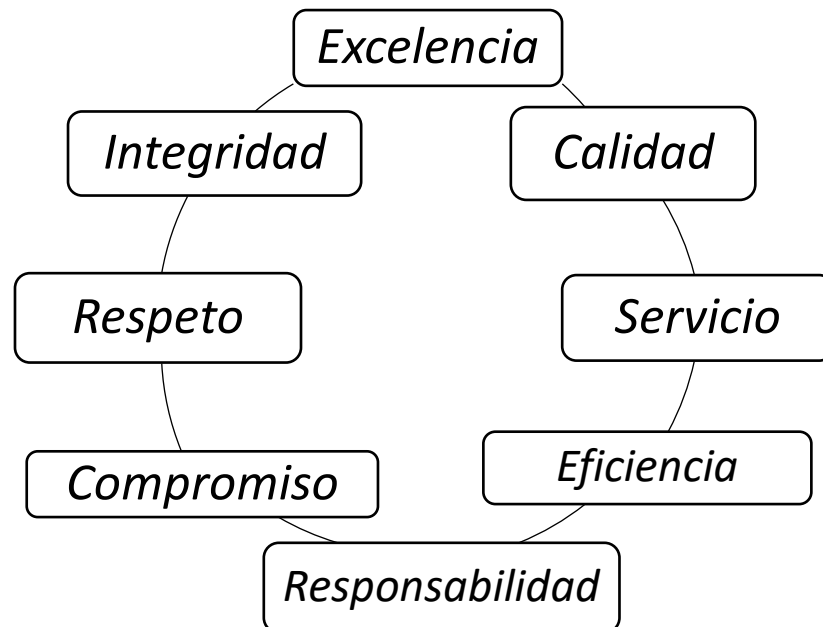 Excelencia
Calidad
Servicio
Eficiencia
Responsabilidad
Compromiso
Respeto
Integridad